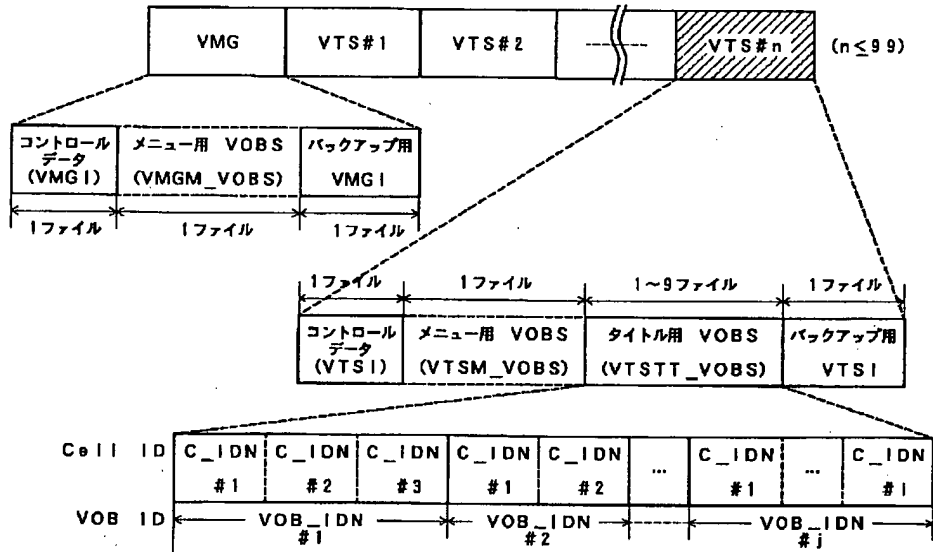 VMG VTS#1 VTS#2 VTS#n (n≤99)
コントロール メニュー用 VOBS バックアップ用
データ
(VMGI) (VMGM_VOBS) VMGI
1ファイル 1ファイル 1ファイル
1ファイル 1ファイル 1~9ファイル 1ファイル
コントロール メニュー用 VOBS タイトル用 VOBS バックアップ用
データ
(VTSI) (VTSM_VOBS) (VTSTT_VOBS) VTSI
Cell ID C_IDN C_IDN C_IDN C_IDN C_IDN ... C_IDN ... C_IDN
#1 #2 #3 #1 #2 #1 #i
VOB ID VOB_IDN VOB_IDN VOB_IDN
#1 #2 #j